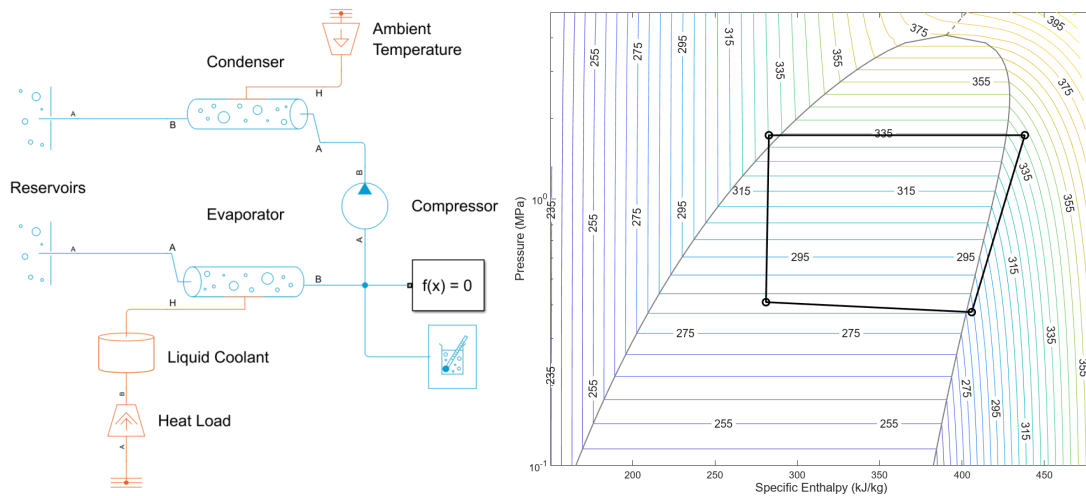 Ambient
Temperature
Condenser
H
A
B
A
B
Reservoirs
Evaporator
Compressor
A
A
A
B
H
f(x) = 0
Liquid Coolant
B
Heat Load
A
Pressure (MPa)
10^0
10^-1
235
255
275
295
315
335
355
375
395
375
355
335
315
315
335
355
295
295
315
335
275
275
235
255
255
255
275
295
315
335
355
200
250
300
350
400
450
Specific Enthalpy (kJ/kg)